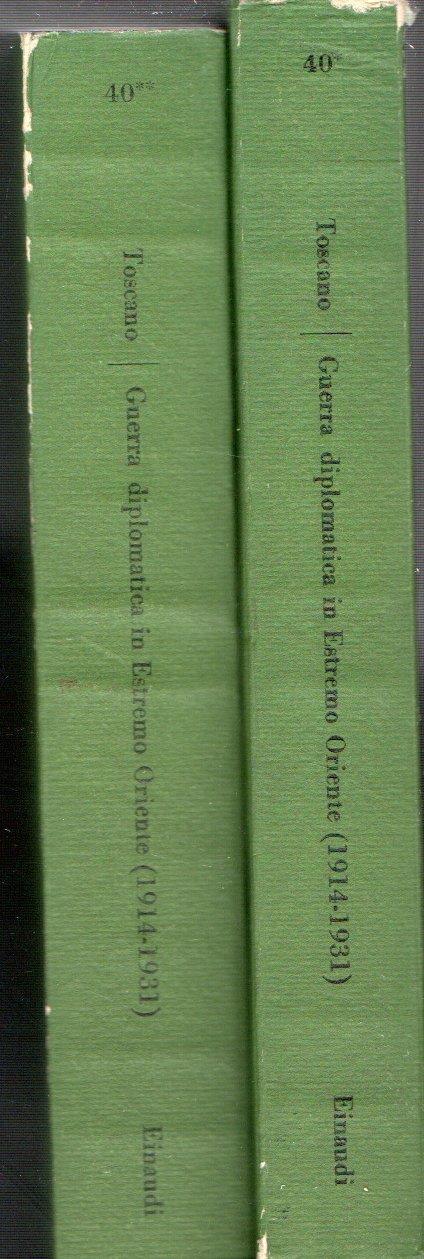 40**
Toscano | Guerra diplomatica in Estremo Oriente (1914-1931)
Einaudi
40*
Toscano | Guerra diplomatica in Estremo Oriente (1914-1931)
Einaudi